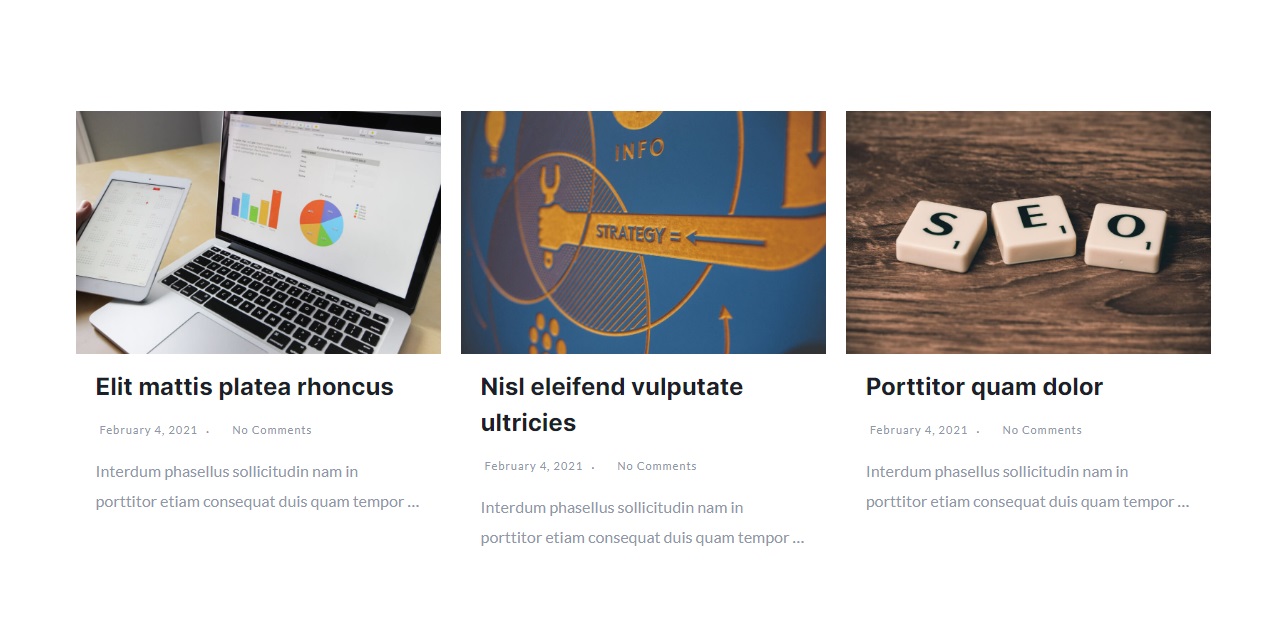 INFO
STRATEGY =
S1 E1 O1
Elit mattis platea rhoncus
February 4, 2021 . No Comments
Interdum phasellus sollicitudin nam in
porttitor etiam consequat duis quam tempor ...
Nisl eleifend vulputate
ultricies
February 4, 2021 . No Comments
Interdum phasellus sollicitudin nam in
porttitor etiam consequat duis quam tempor ...
Porttitor quam dolor
February 4, 2021 . No Comments
Interdum phasellus sollicitudin nam in
porttitor etiam consequat duis quam tempor ...